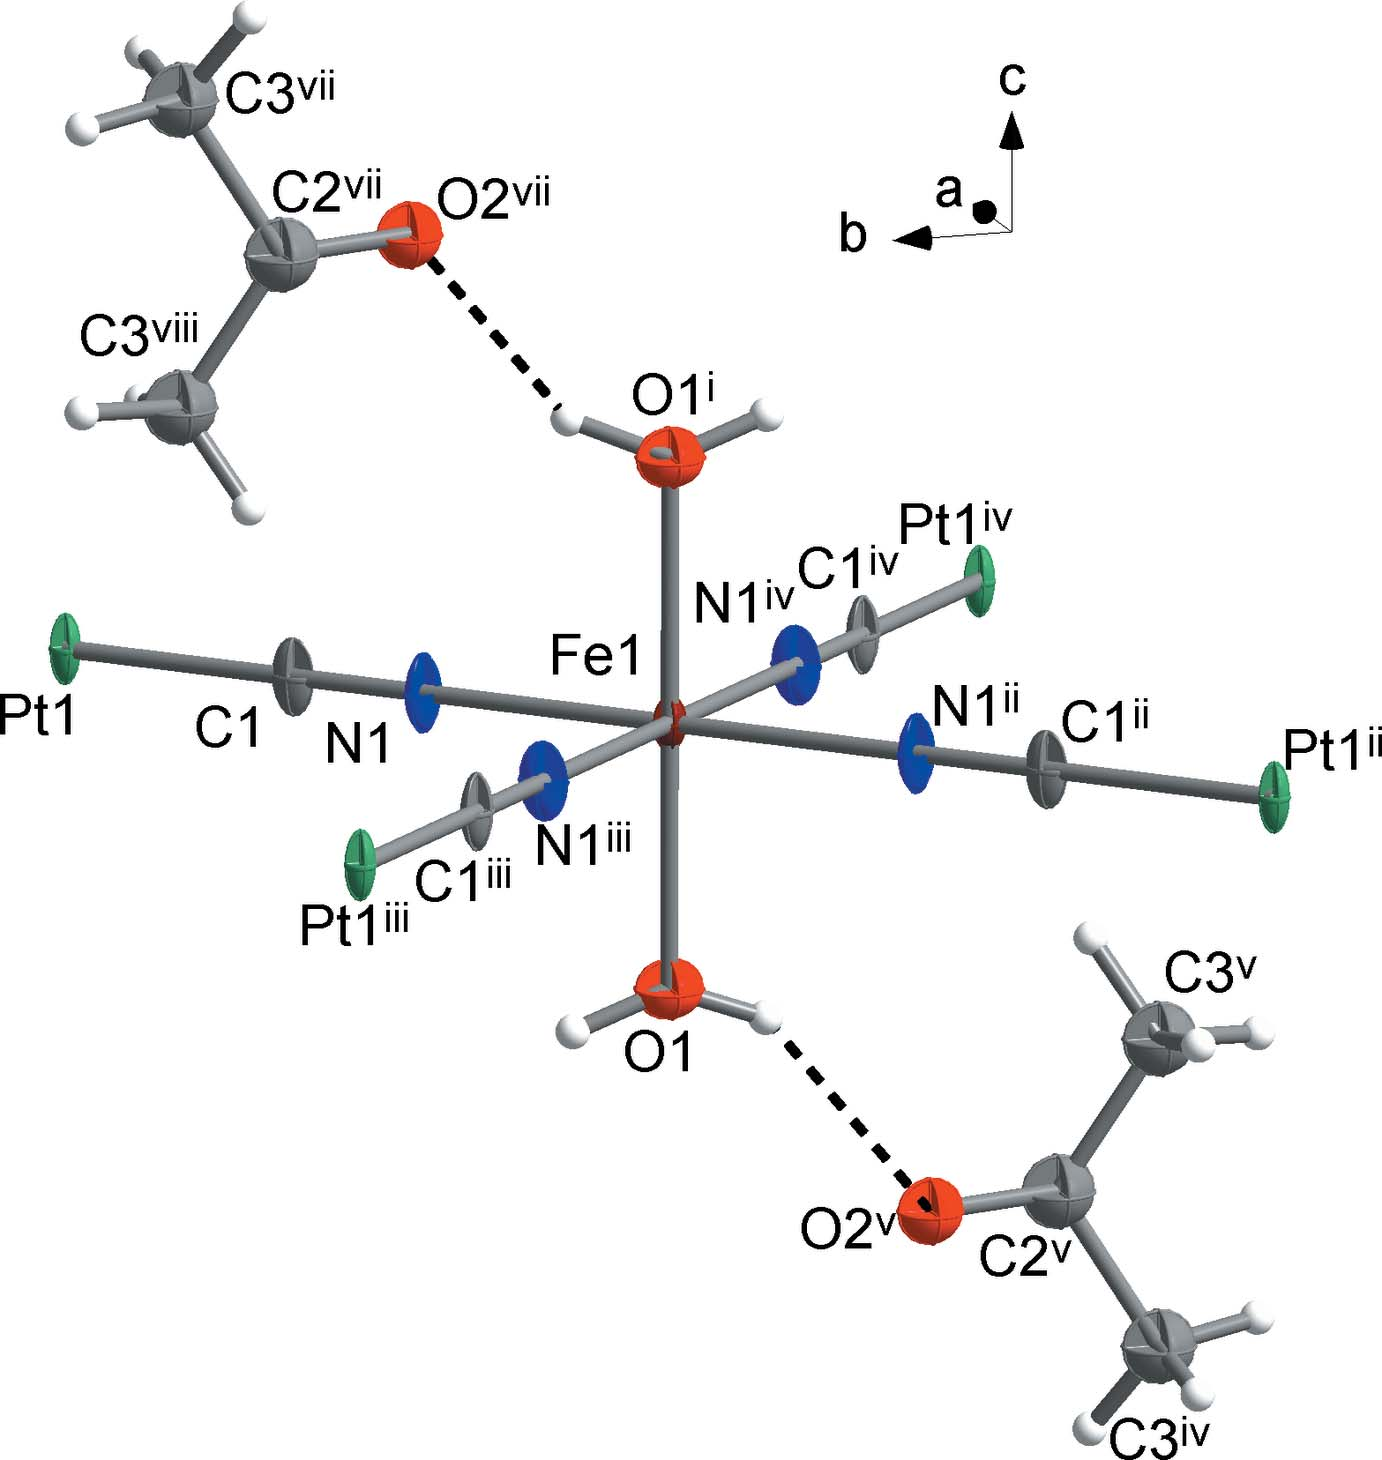 C3ᵛⁱⁱ
c
C2ᵛⁱⁱ
O2ᵛⁱⁱ
a
b
C3ᵛⁱⁱⁱ
O1ⁱ
Pt1ⁱᵛ
C1ⁱᵛ
N1ⁱᵛ
Fe1
Pt1
C1
N1
N1ⁱⁱ
C1ⁱⁱ
Pt1ⁱⁱ
N1ⁱⁱⁱ
C1ⁱⁱⁱ
Pt1ⁱⁱⁱ
C3ᵛ
O1
O2ᵛ
C2ᵛ
C3ⁱᵛ